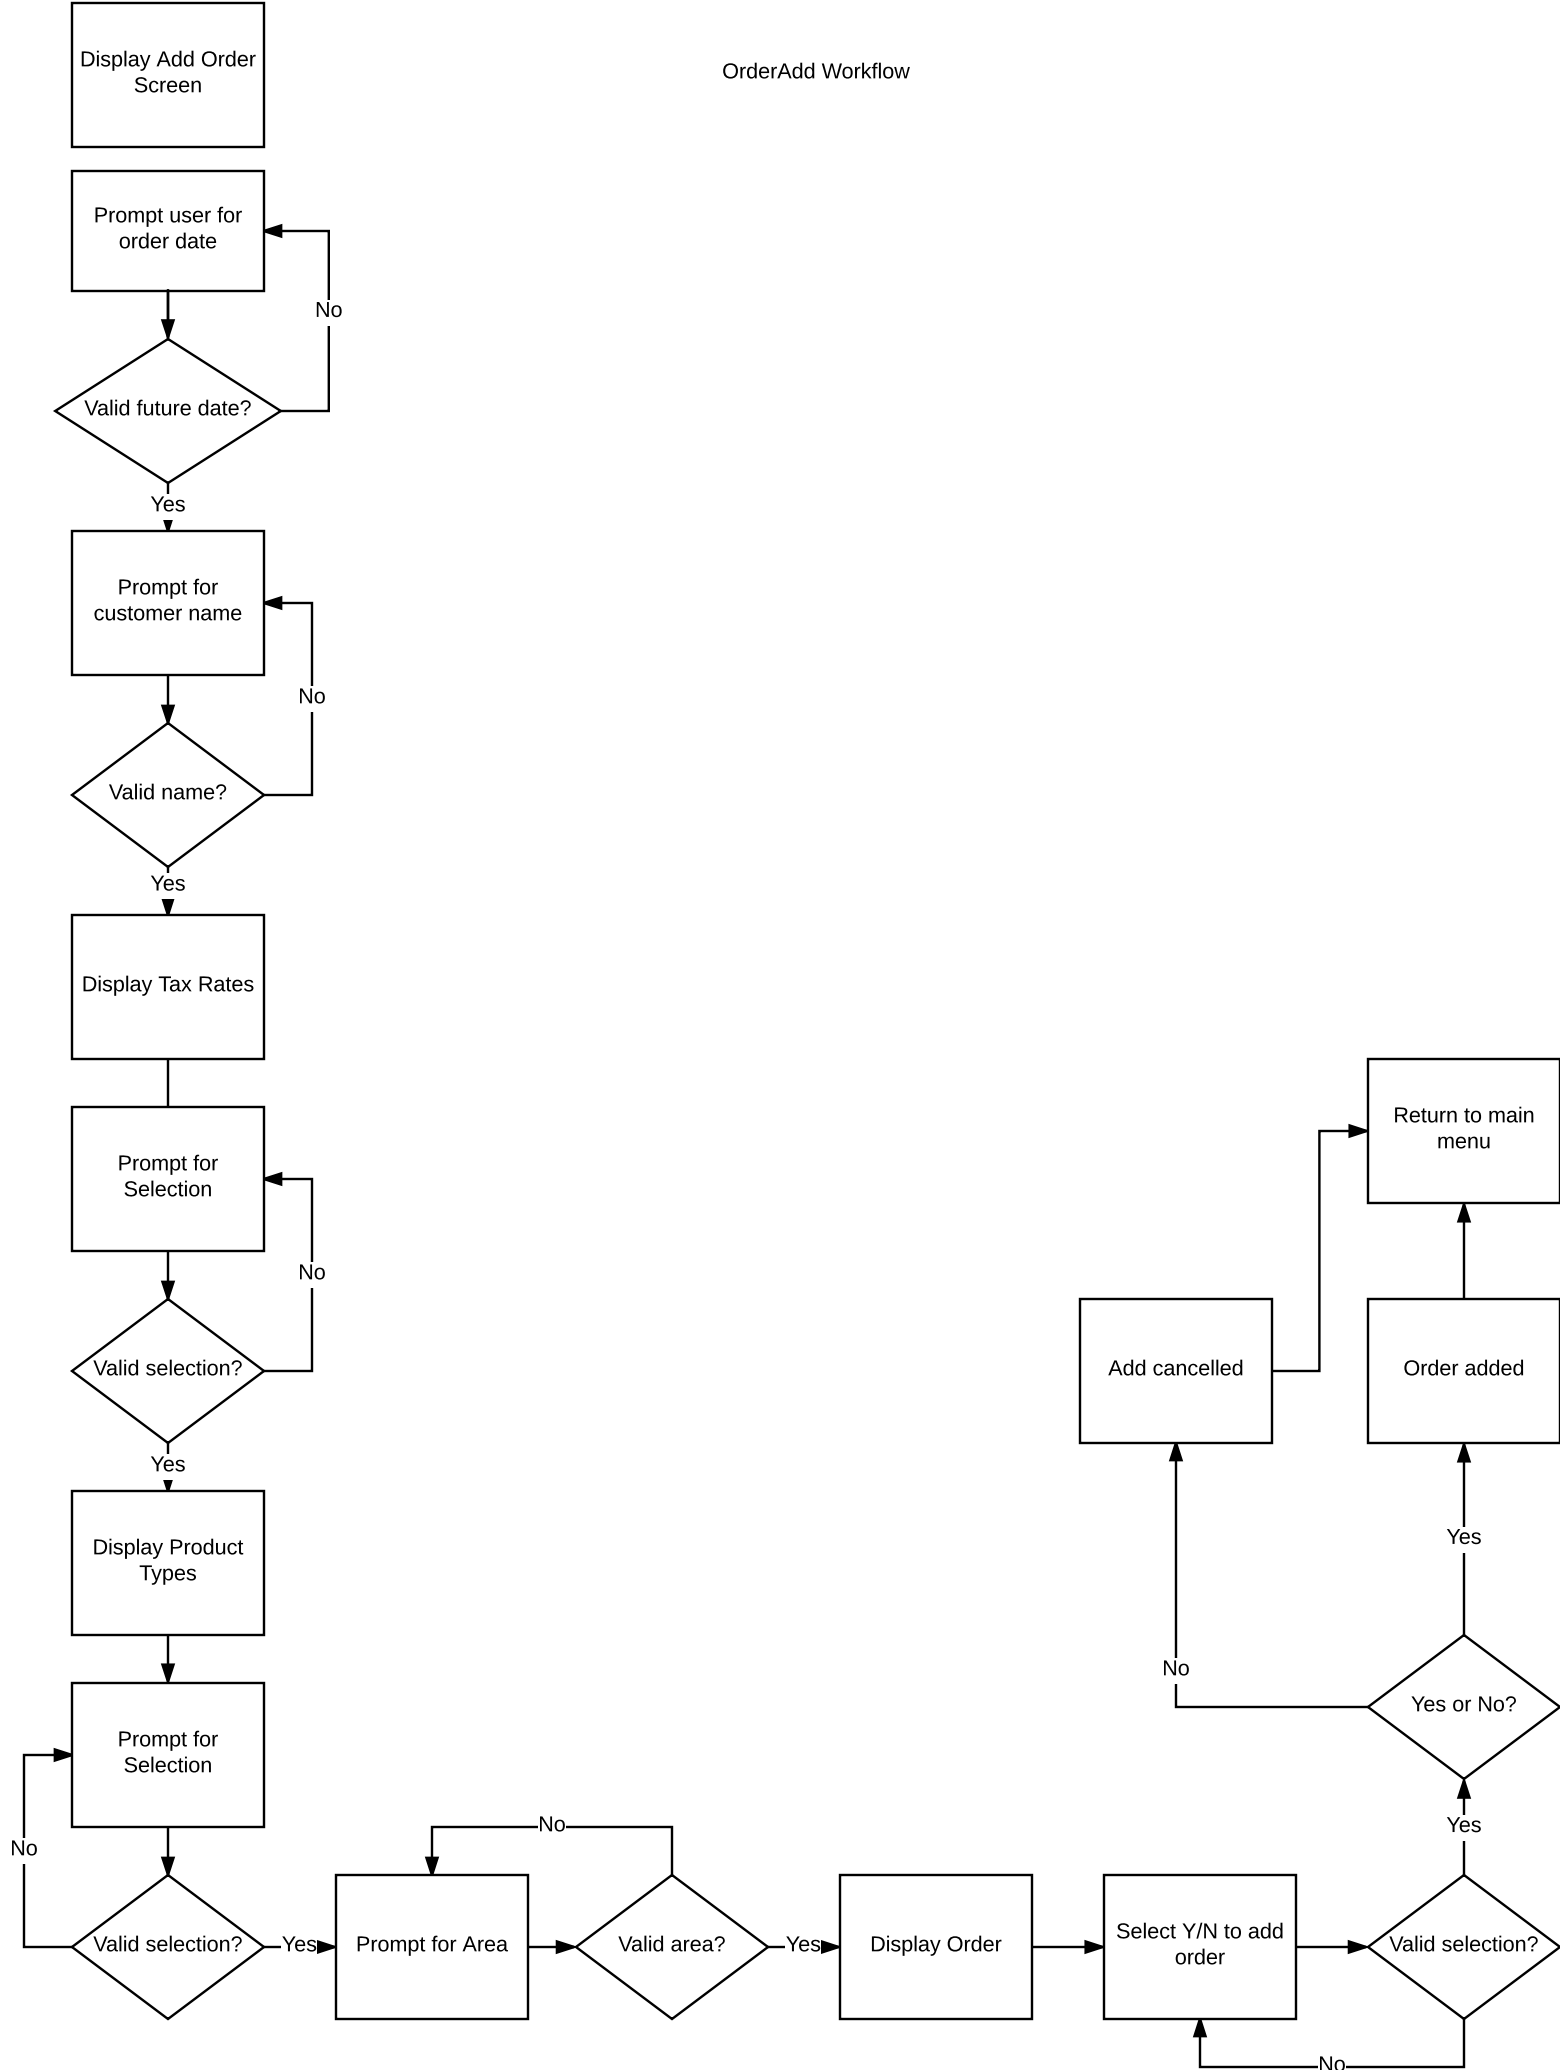 Display Add Order
Screen
OrderAdd Workflow
Prompt user for
order date
No
Valid future date?
Yes
Prompt for
customer name
No
Valid name?
Yes
Display Tax Rates
Prompt for
Selection
No
Valid selection?
Yes
Display Product
Types
Prompt for
Selection
No
Valid selection?
Yes
Prompt for Area
No
Valid area?
Yes
Display Order
Select Y/N to add
order
Valid selection?
No
Yes
Yes or No?
No
Yes
Add cancelled
Order added
Return to main
menu